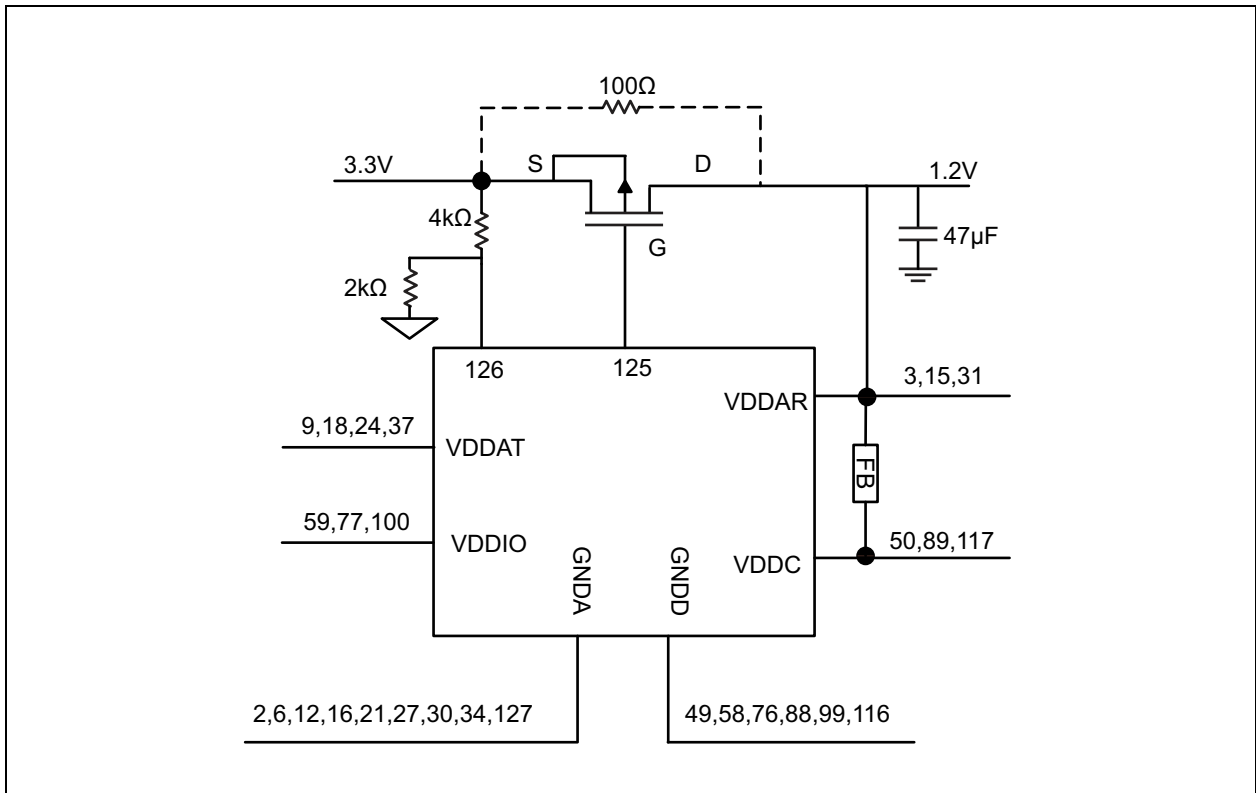 100Ω
3.3V
S
D
1.2V
4kΩ
G
47µF
2kΩ
126
125
3,15,31
VDDAR
9,18,24,37
VDDAT
FB
59,77,100
VDDIO
GNDA
GNDD
VDDC
50,89,117
2,6,12,16,21,27,30,34,127
49,58,76,88,99,116